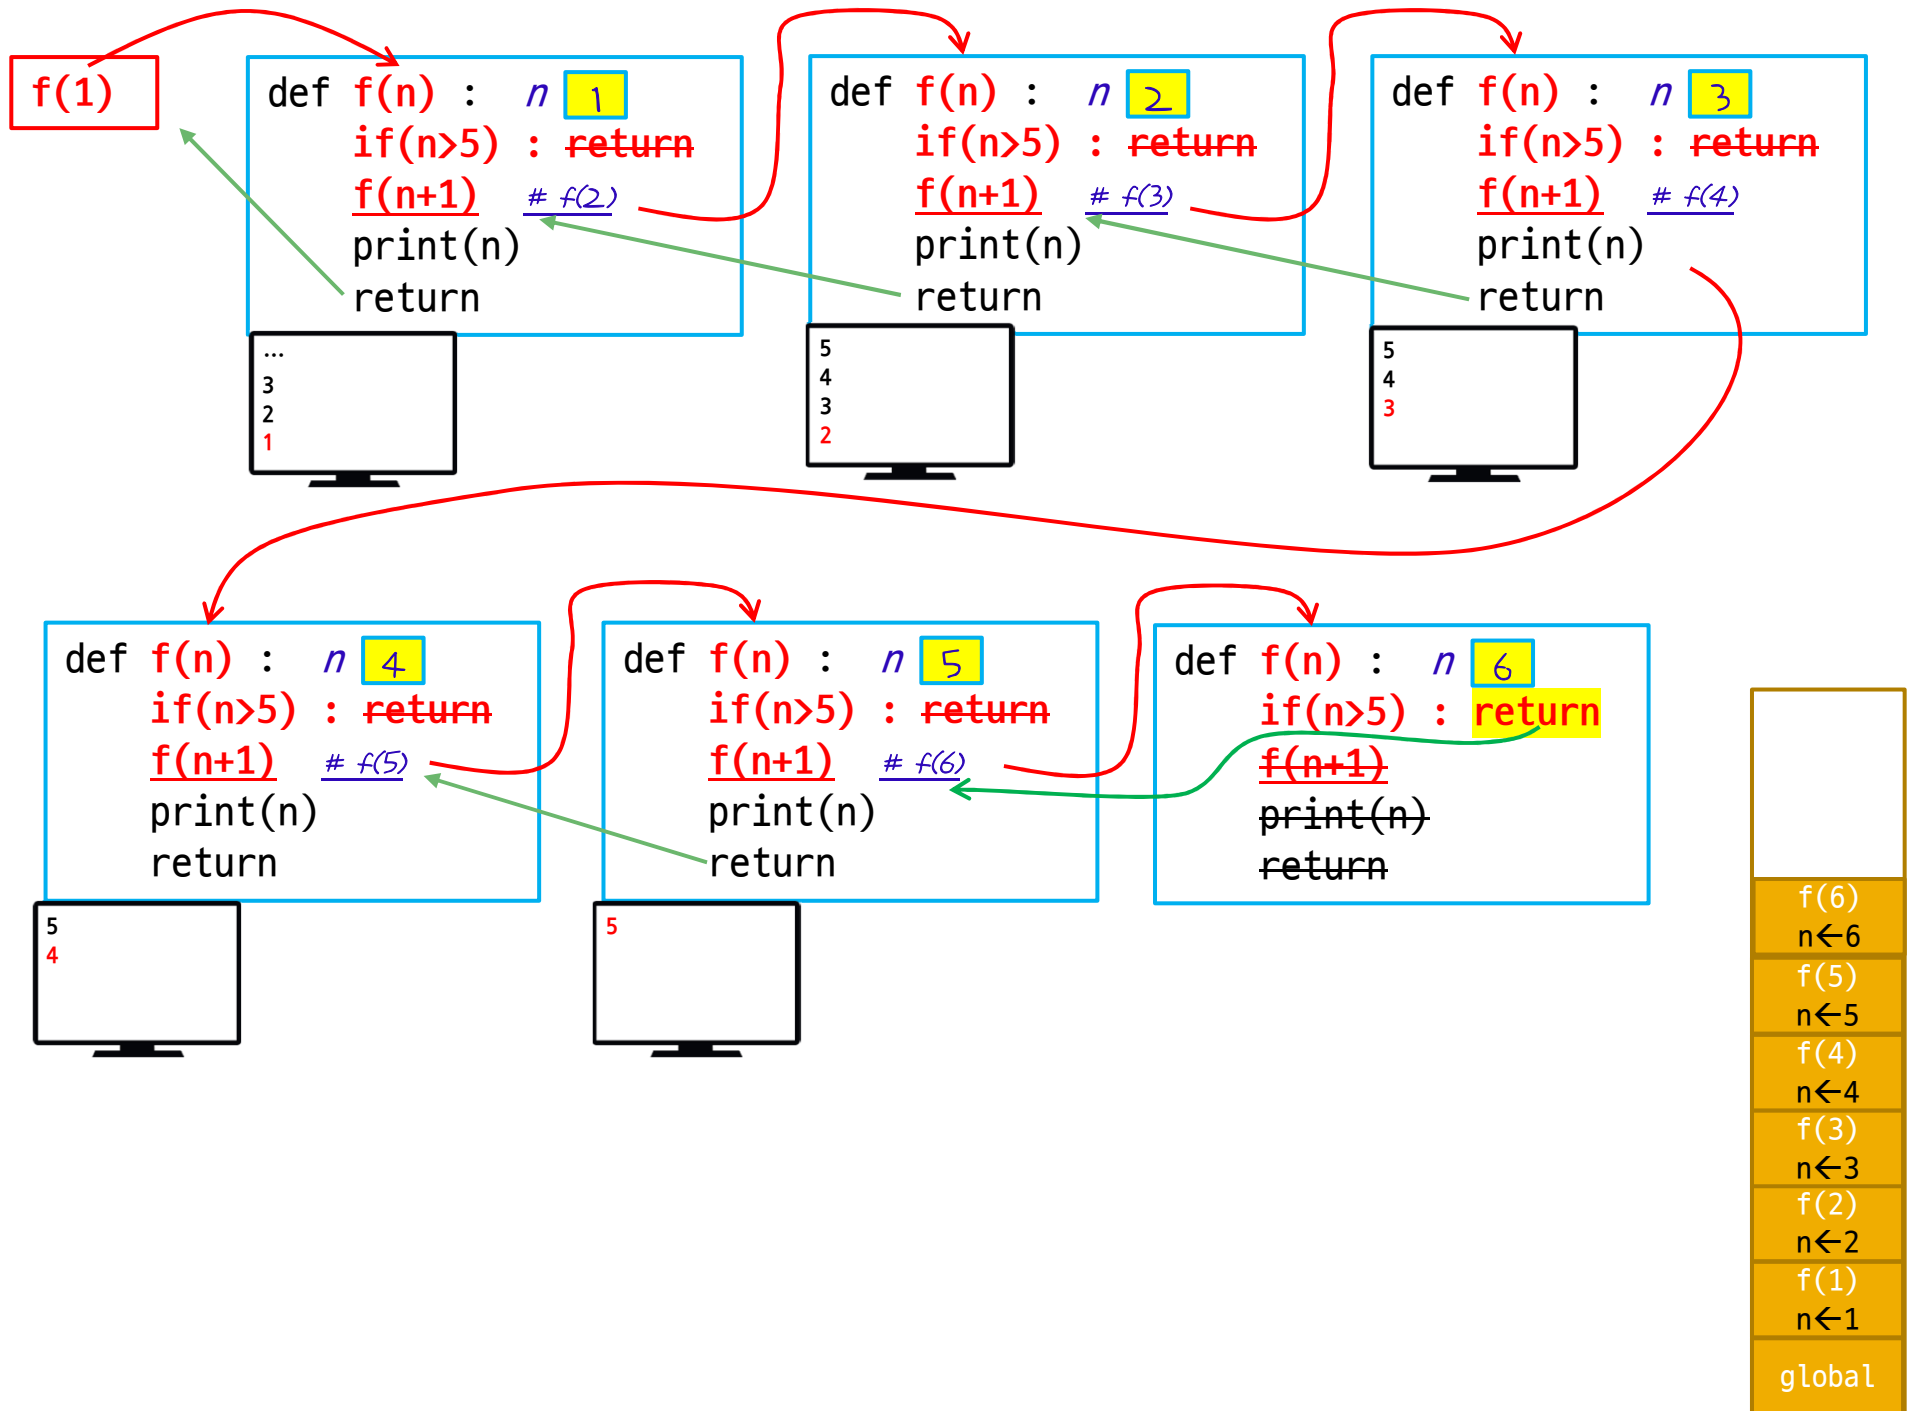 f(1)
def f(n) : n 1
if(n>5) : return
f(n+1) # f(2)
print(n)
return
...
3
2
1
def f(n) : n 2
if(n>5) : return
f(n+1) # f(3)
print(n)
return
5
4
3
2
def f(n) : n 3
if(n>5) : return
f(n+1) # f(4)
print(n)
return
5
4
3
def f(n) : n 4
if(n>5) : return
f(n+1) # f(5)
print(n)
return
5
4
def f(n) : n 5
if(n>5) : return
f(n+1) # f(6)
print(n)
return
5
def f(n) : n 6
if(n>5) : return
f(n+1)
print(n)
return
f(6)
n←6
f(5)
n←5
f(4)
n←4
f(3)
n←3
f(2)
n←2
f(1)
n←1
global